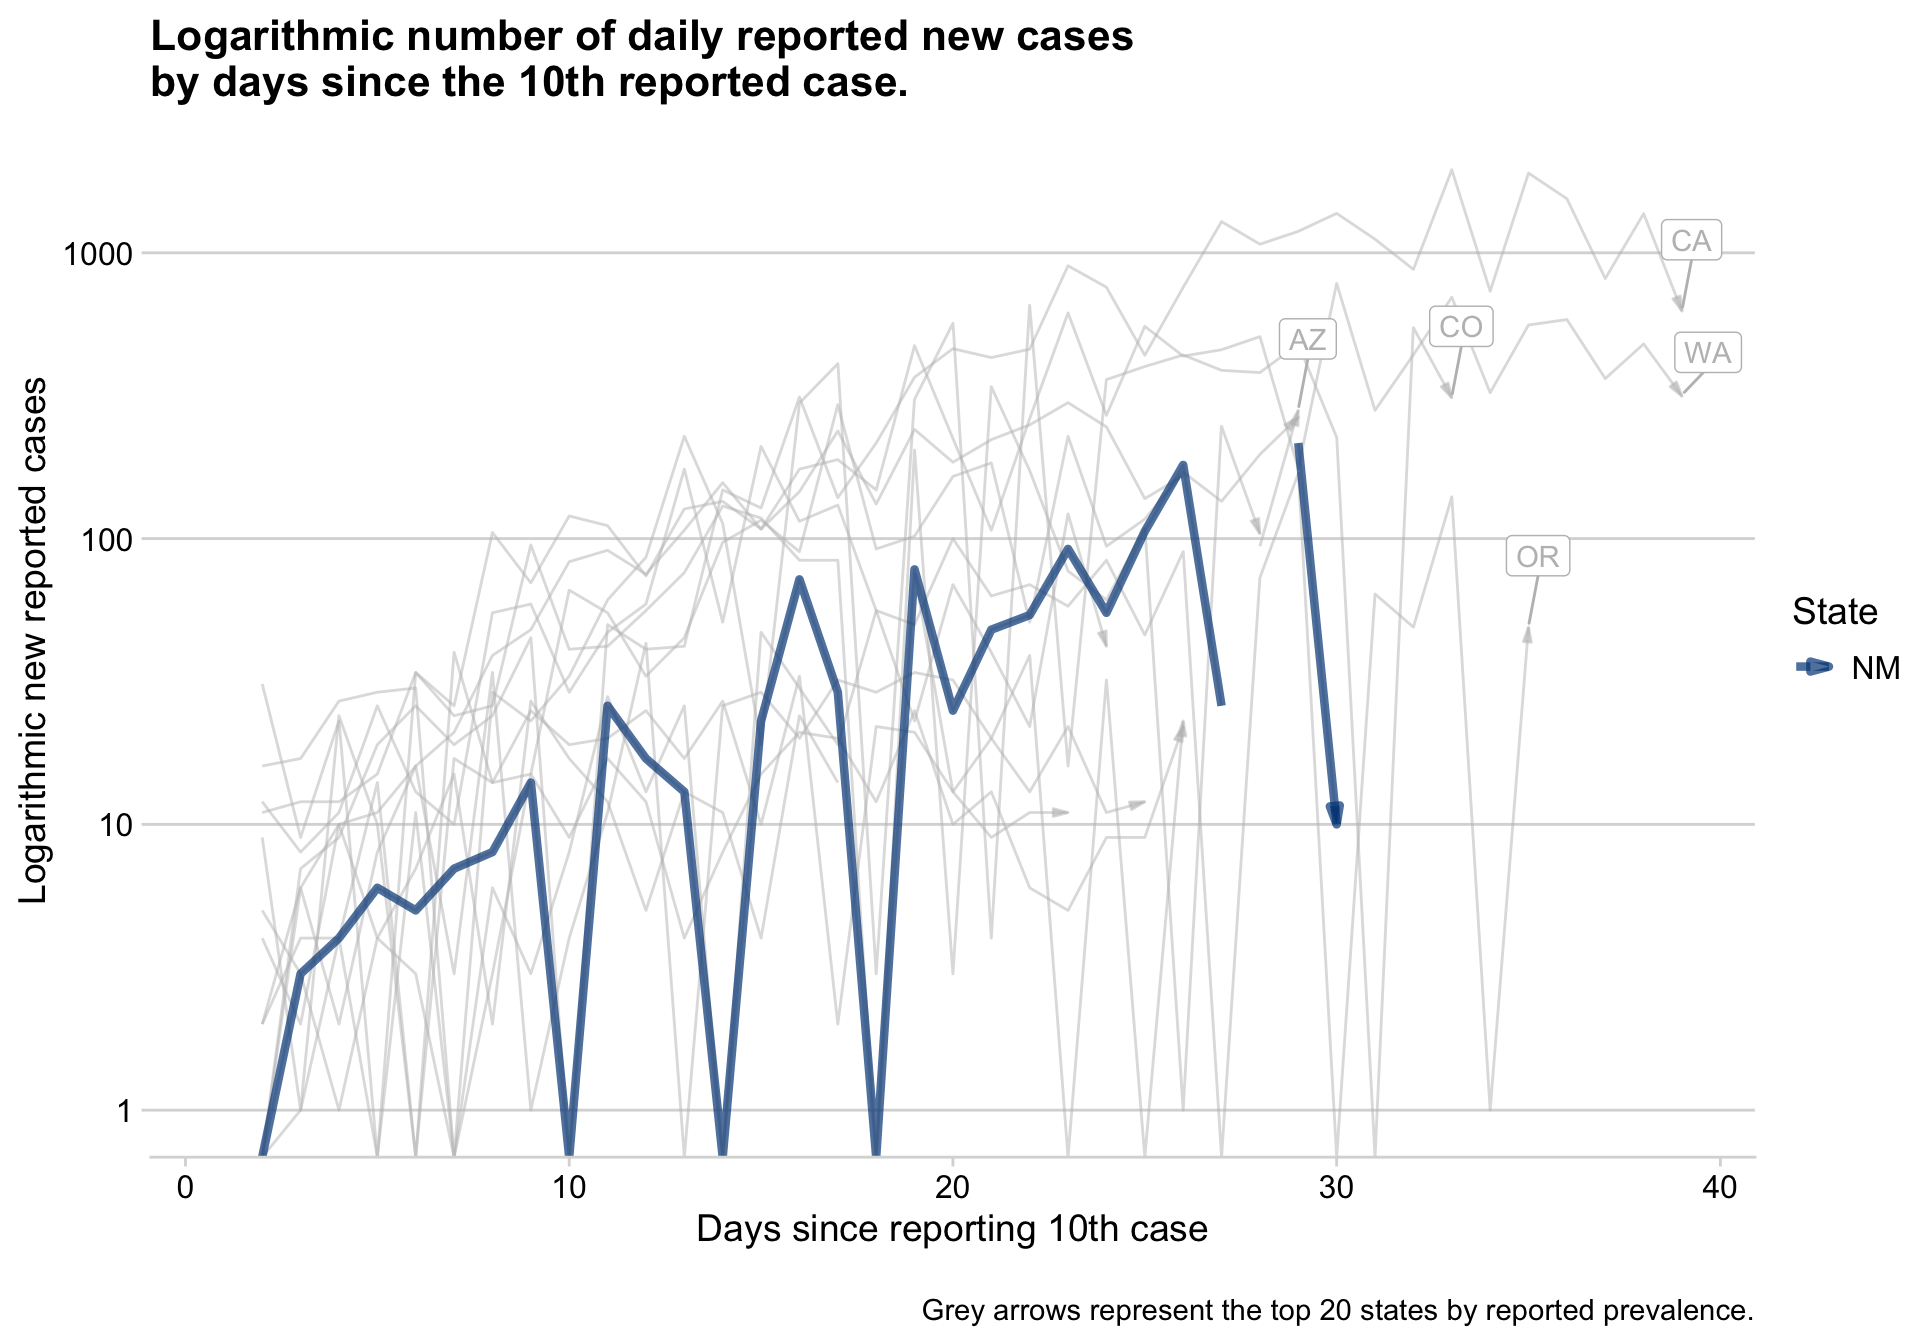 Logarithmic number of daily reported new cases
by days since the 10th reported case.
Logarithmic new reported cases
1000
100
10
1
CA
CO
AZ
WA
OR
State
NM
0 10 20 30 40
Days since reporting 10th case
Grey arrows represent the top 20 states by reported prevalence.